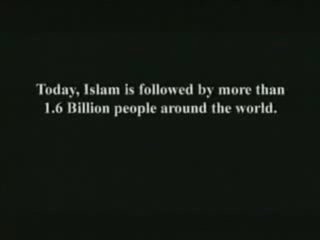 Today, Islam is followed by more than
1.6 Billion people around the world.